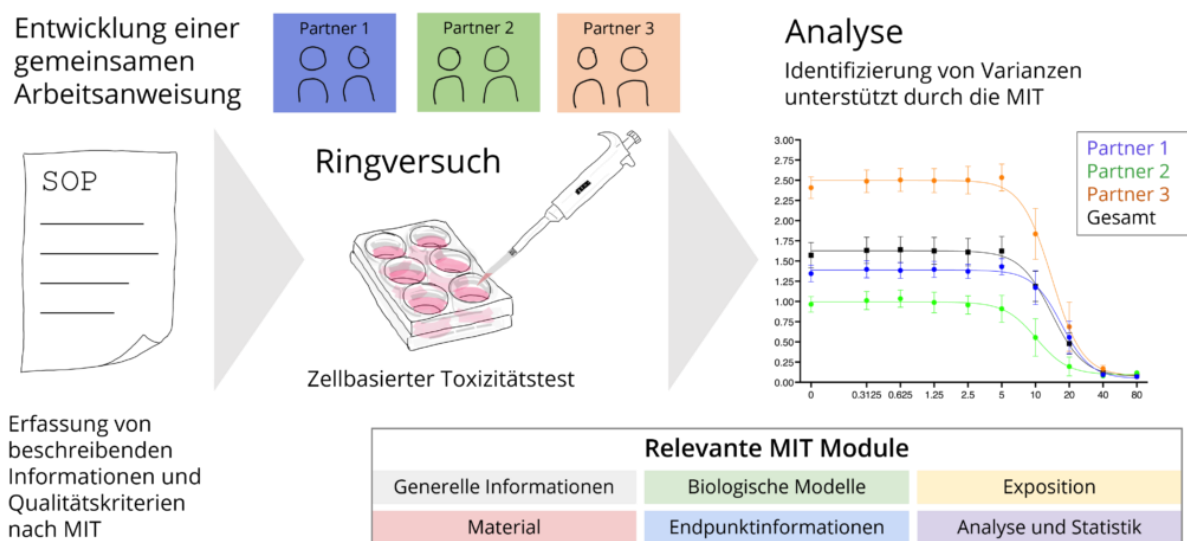 Entwicklung einer
gemeinsamen
Arbeitsanweisung
Partner 1
Partner 2
Partner 3
Analyse
Identifizierung von Varianzen
unterstützt durch die MIT
SOP
Ringversuch
Zellbasierter Toxizitätstest
3.00
2.75
2.50
2.25
2.00
1.75
1.50
1.25
1.00
0.75
0.50
0.25
0.00
0 0.3125 0.625 1.25 2.5 5 10 20 40 80
Partner 1
Partner 2
Partner 3
Gesamt
Erfassung von
beschreibenden
Informationen und
Qualitätskriterien
nach MIT
Relevante MIT Module
Generelle Informationen
Biologische Modelle
Exposition
Material
Endpunktinformationen
Analyse und Statistik